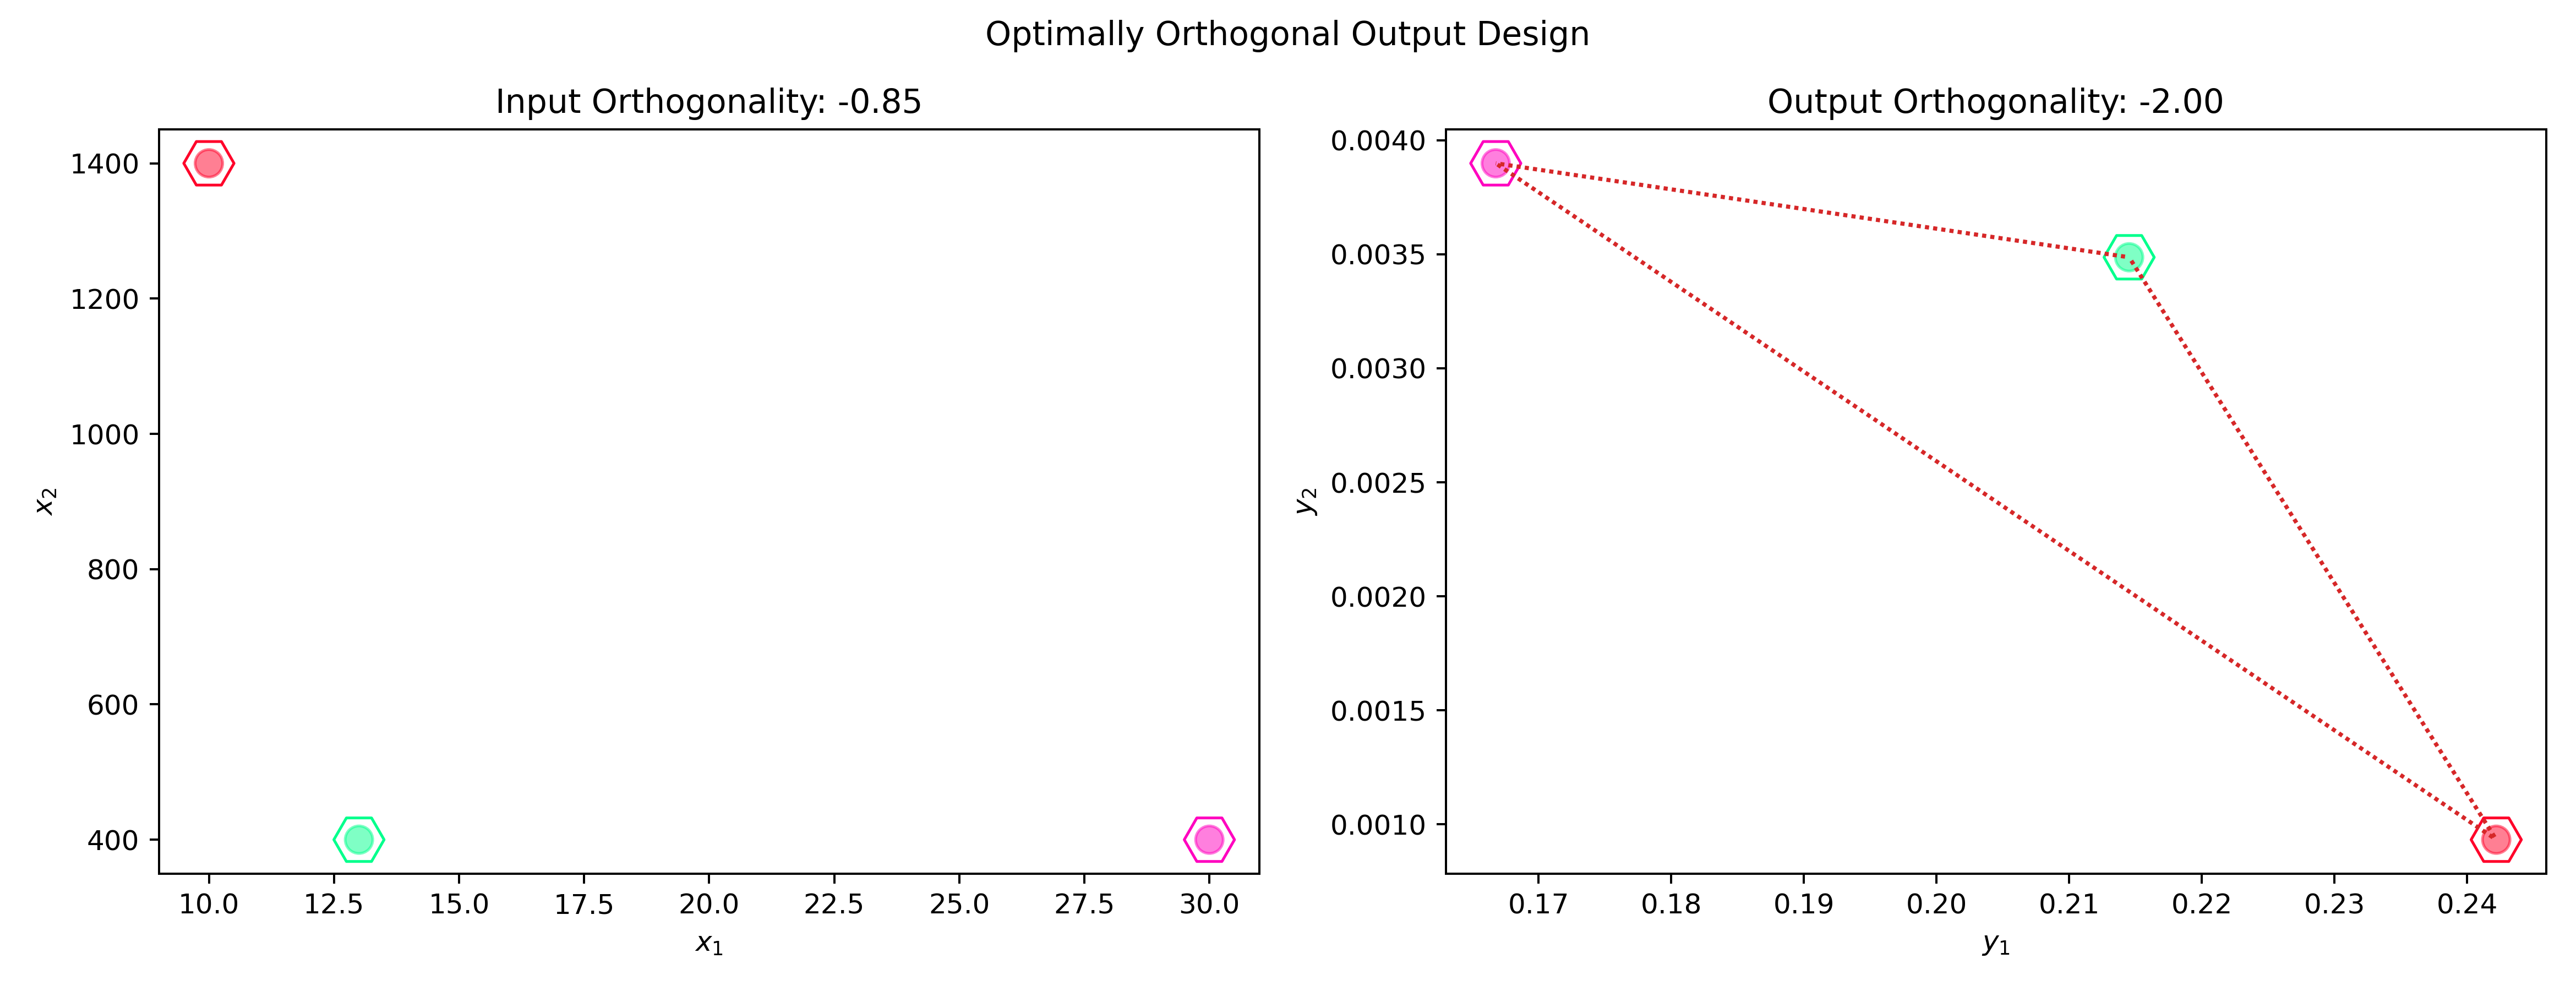 Optimally Orthogonal Output Design
Input Orthogonality: -0.85
1400
1200
1000
800
600
400
x₂
10.0 12.5 15.0 17.5 20.0 22.5 25.0 27.5 30.0
x₁
Output Orthogonality: -2.00
0.0040
0.0035
0.0030
0.0025
0.0020
0.0015
0.0010
y₂
0.17 0.18 0.19 0.20 0.21 0.22 0.23 0.24
y₁